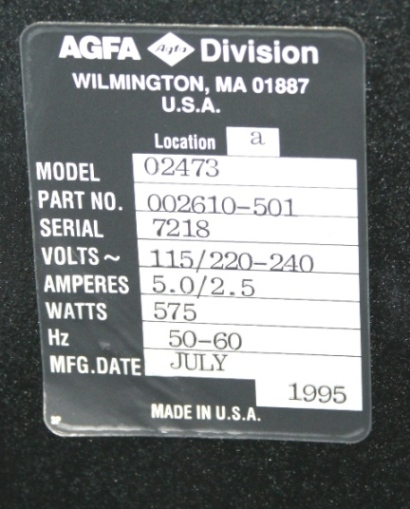 AGFA Agfa Division
WILMINGTON, MA 01887
U.S.A.
Location a
MODEL 02473
PART NO. 002610-501
SERIAL 7218
VOLTS ~ 115/220-240
AMPERES 5.0/2.5
WATTS 575
Hz 50-60
MFG.DATE JULY
1995
MADE IN U.S.A.